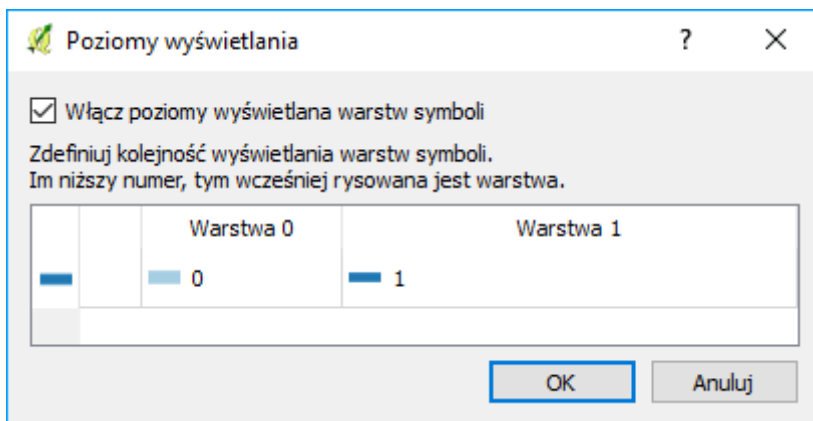 Poziomy wyświetlania
Włącz poziomy wyświetlana warstw symboli
Zdefiniuj kolejność wyświetlania warstw symboli.
Im niższy numer, tym wcześniej rysowana jest warstwa.
Warstwa 0 Warstwa 1
0 1
OK Anuluj